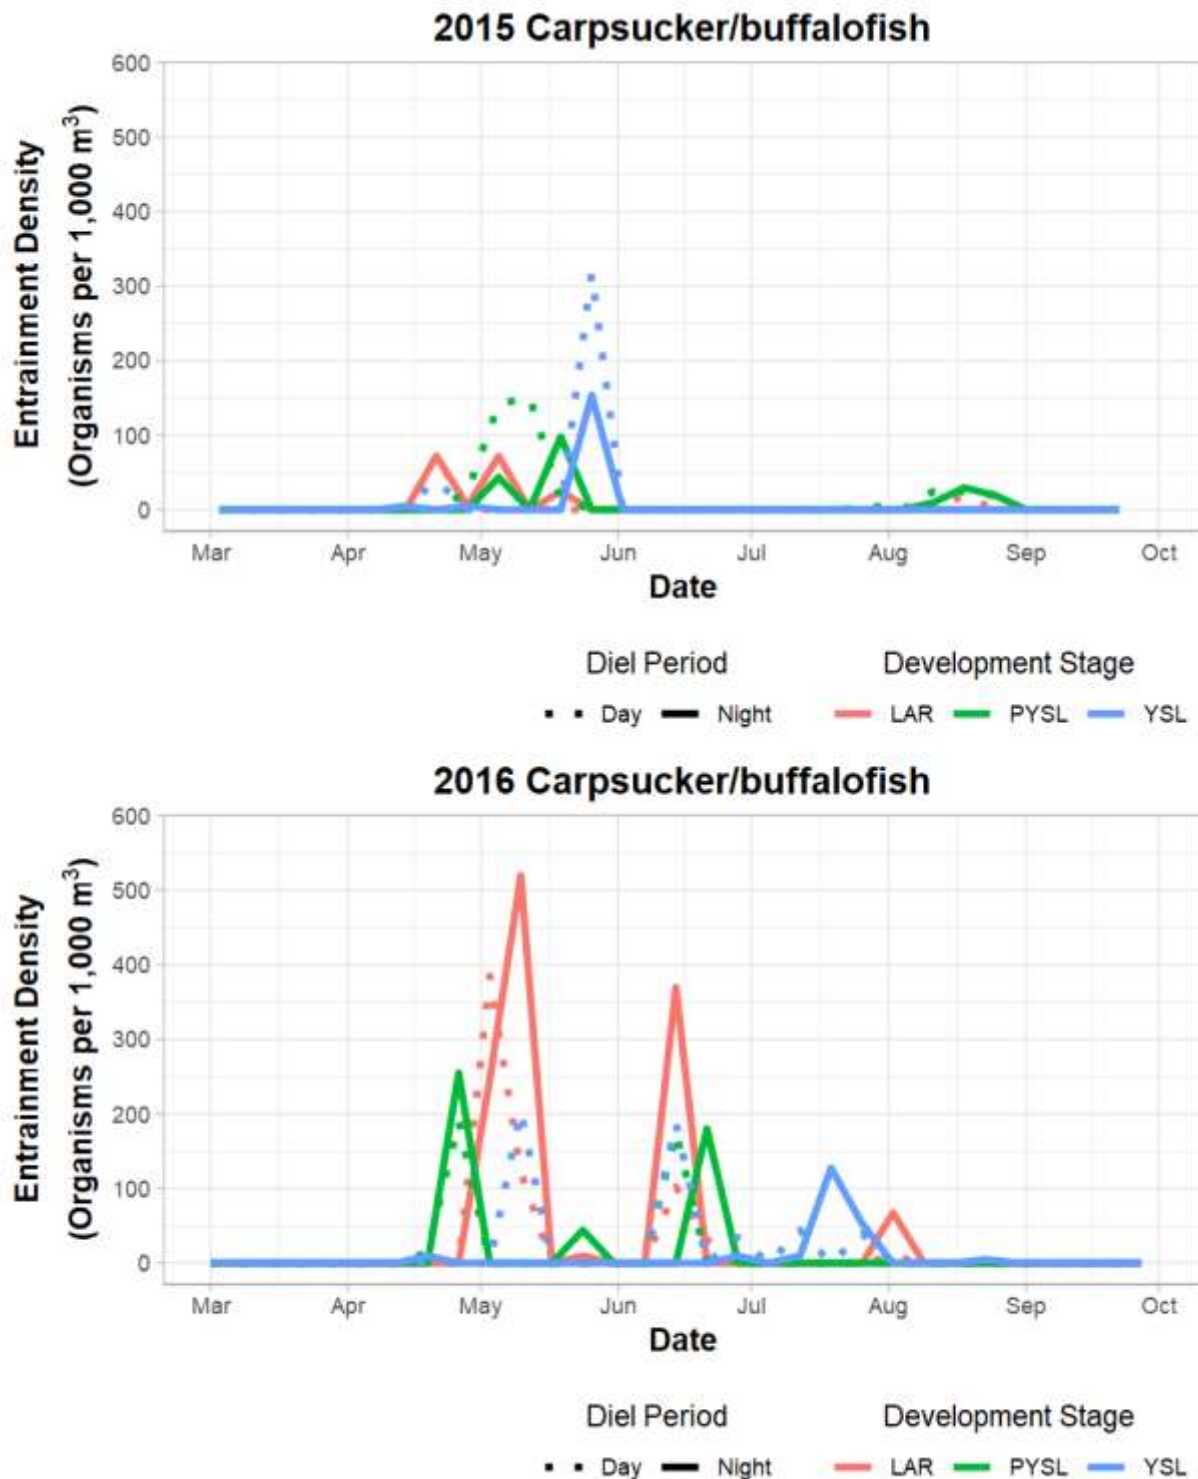 2015 Carpsucker/buffalofish
Entrainment Density
(Organisms per 1,000 m³)
600
500
400
300
200
100
0
Mar Apr May Jun Jul Aug Sep Oct
Date
Diel Period Development Stage
Day Night LAR PYSL YSL
2016 Carpsucker/buffalofish
Entrainment Density
(Organisms per 1,000 m³)
600
500
400
300
200
100
0
Mar Apr May Jun Jul Aug Sep Oct
Date
Diel Period Development Stage
Day Night LAR PYSL YSL